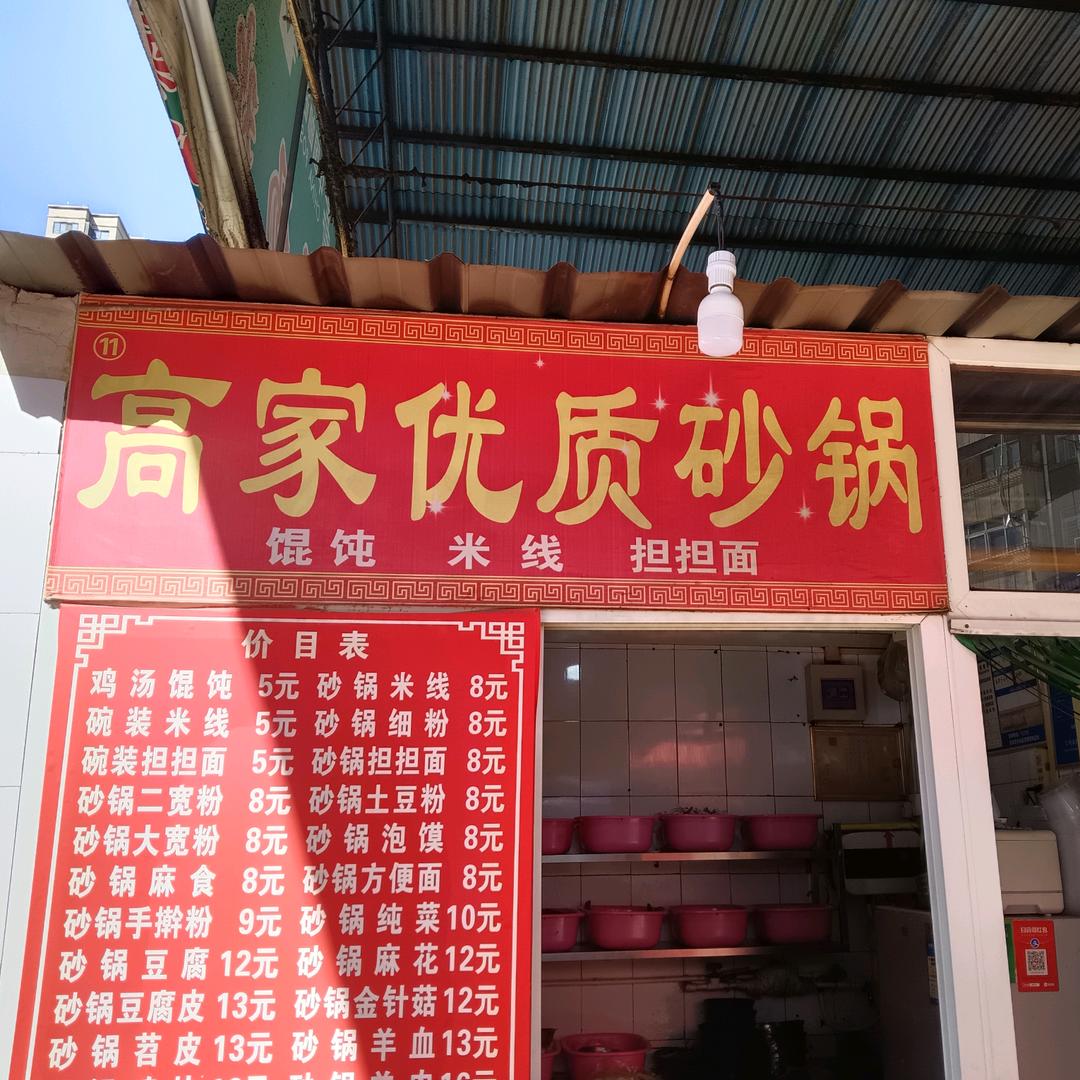 11
高家优质砂锅
馄饨 米线 担担面
价目表
鸡汤馄饨 5元 砂锅米线 8元
碗装米线 5元 砂锅细粉 8元
碗装担担面 5元 砂锅担担面 8元
砂锅二宽粉 8元 砂锅土豆粉 8元
砂锅大宽粉 8元 砂锅泡馍 8元
砂锅麻食 8元 砂锅方便面 8元
砂锅手擀粉 9元 砂锅纯菜 10元
砂锅豆腐 12元 砂锅麻花 12元
砂锅豆腐皮 13元 砂锅金针菇 12元
砂锅苕皮 13元 砂锅羊血 13元